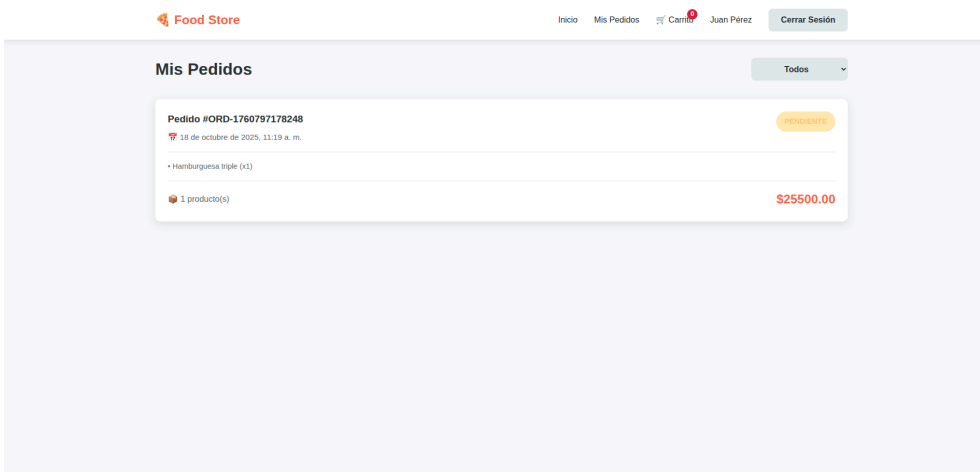 🍕 Food Store
Inicio
Mis Pedidos
🛒 Carrito
0
Juan Pérez
Cerrar Sesión
Mis Pedidos
Todos
Pedido #ORD-1760797178248
PENDIENTE
📅 18 de octubre de 2025, 11:19 a. m.
• Hamburguesa triple (x1)
📦 1 producto(s)
$25500.00